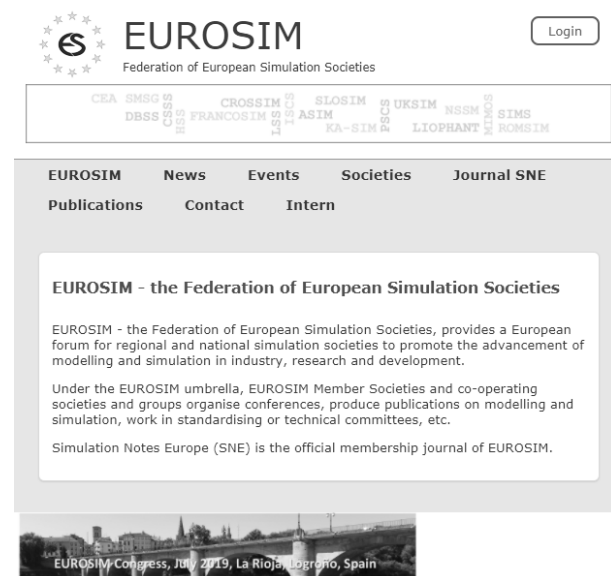 ES
EUROSIM
Federation of European Simulation Societies
Login
CEA SMSG CSSS HSS CROSSIM LSS ISCS SLOSIM PSCS UKSIM NSSM MIMOS SIMS
DBSS FRANCOSIM ASIM KA-SIM LIOPHANT ROMSIM
EUROSIM News Events Societies Journal SNE
Publications Contact Intern
EUROSIM - the Federation of European Simulation Societies
EUROSIM - the Federation of European Simulation Societies, provides a European
forum for regional and national simulation societies to promote the advancement of
modelling and simulation in industry, research and development.
Under the EUROSIM umbrella, EUROSIM Member Societies and co-operating
societies and groups organise conferences, produce publications on modelling and
simulation, work in standardising or technical committees, etc.
Simulation Notes Europe (SNE) is the official membership journal of EUROSIM.
EUROSIM Congress, July 2019, La Rioja, Logroño, Spain